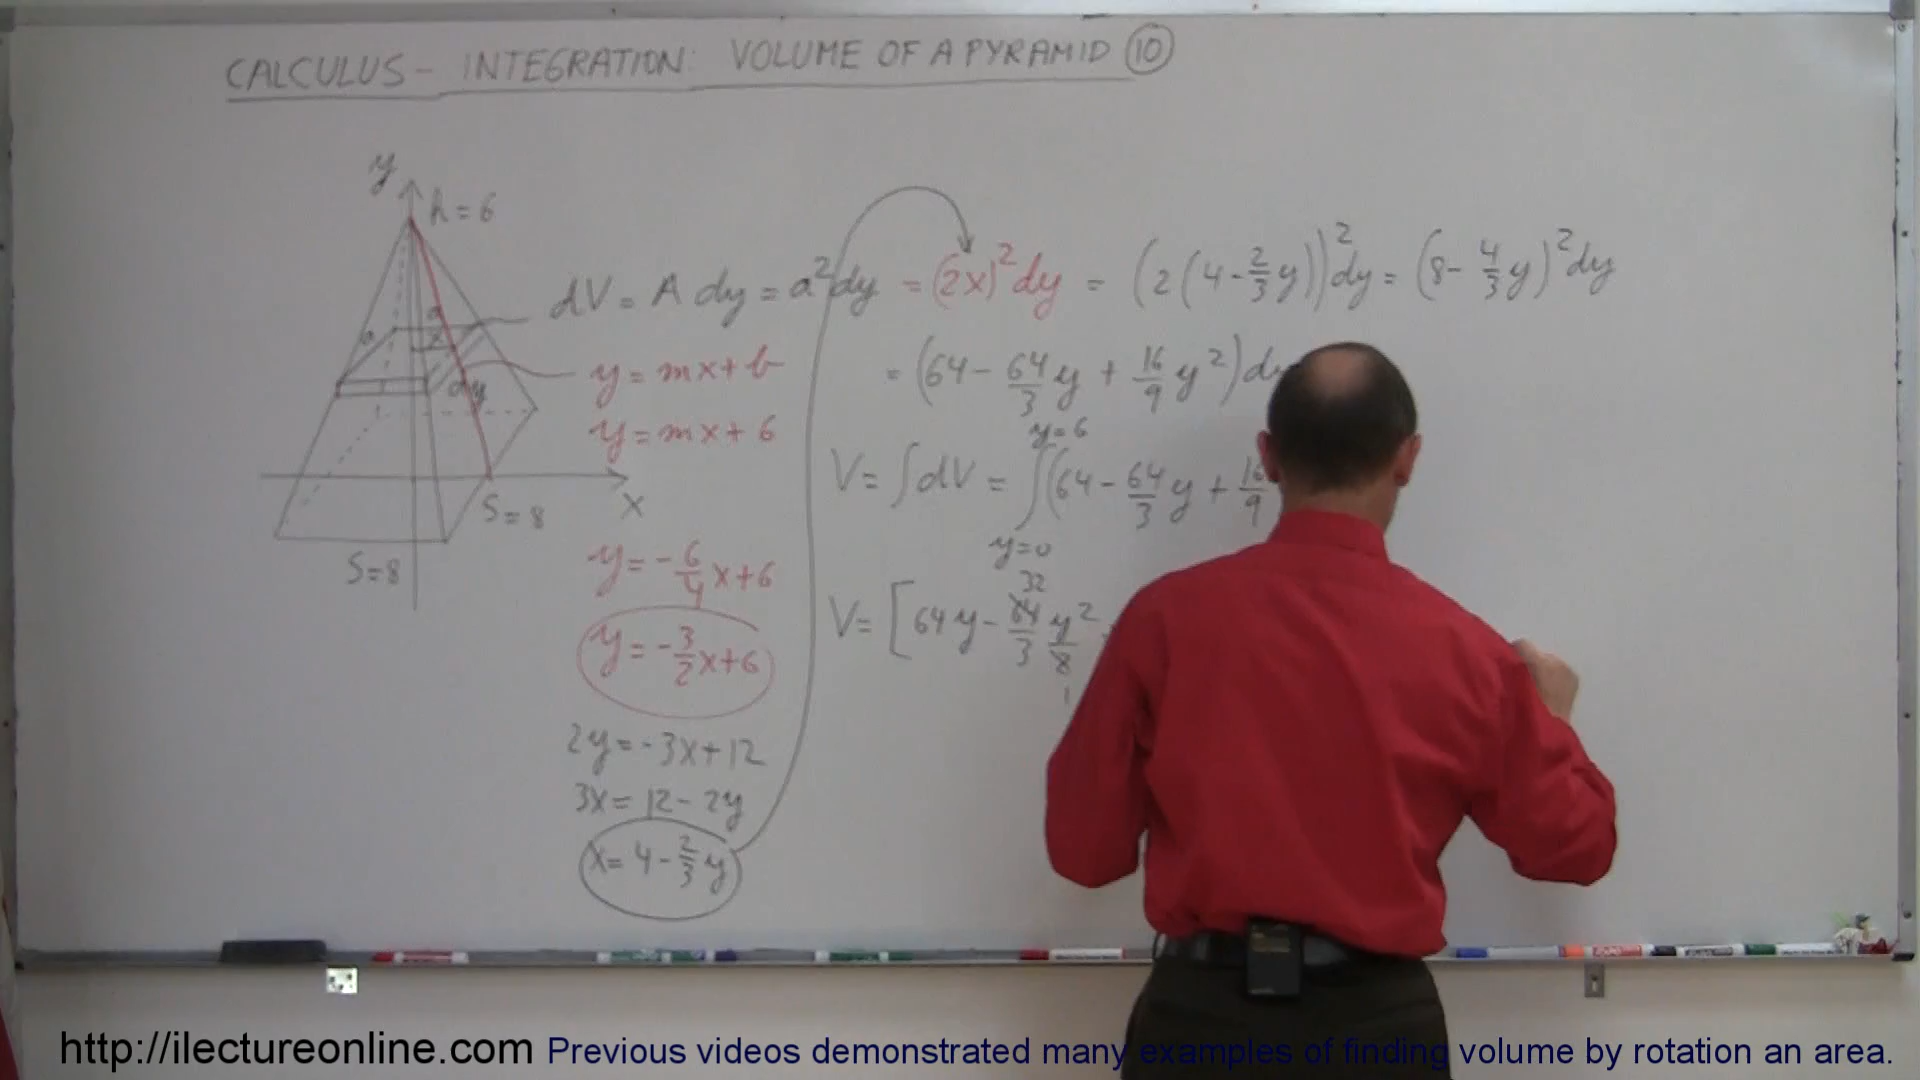 CALCULUS - INTEGRATION: VOLUME OF A PYRAMID 10
y
h = 6
a
a
x
dy
x
S = 8
S = 8
dV = A dy = a² dy = (2x)² dy = (2(4 - 2/3 y))² dy = (8 - 4/3 y)² dy
= (64 - 64/3 y + 16/9 y²) dy
y = mx + b
y = mx + 6
y = -6/4 x + 6
y = -3/2 x + 6
2y = -3x + 12
3x = 12 - 2y
x = 4 - 2/3 y
y = 6
V = ∫ dV = ∫ (64 - 64/3 y + 16/9
y = 0
32
V = [ 64y - 64/3 y²/8
1
http://ilectureonline.com Previous videos demonstrated many examples of finding volume by rotation an area.